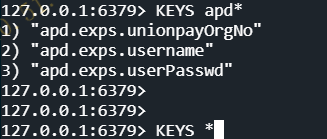 127.0.0.1:6379> KEYS apd*
1) "apd.exps.unionpayOrgNo"
2) "apd.exps.username"
3) "apd.exps.userPasswd"
127.0.0.1:6379>
127.0.0.1:6379>
127.0.0.1:6379> KEYS *